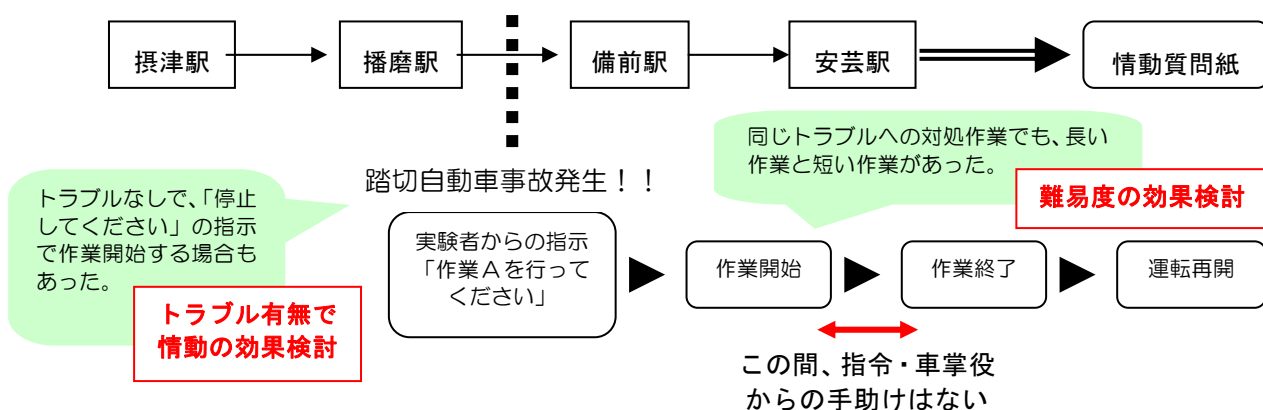 摂津駅
播磨駅
備前駅
安芸駅
情動質問紙
同じトラブルへの対処作業でも、長い
作業と短い作業があった。
難易度の効果検討
踏切自動車事故発生！！
トラブルなしで、「停止
してください」の指示
で作業開始する場合も
あった。
トラブル有無で
情動の効果検討
実験者からの指示
「作業Ａを行って
ください」
作業開始
作業終了
運転再開
この間、指令・車掌役
からの手助けはない